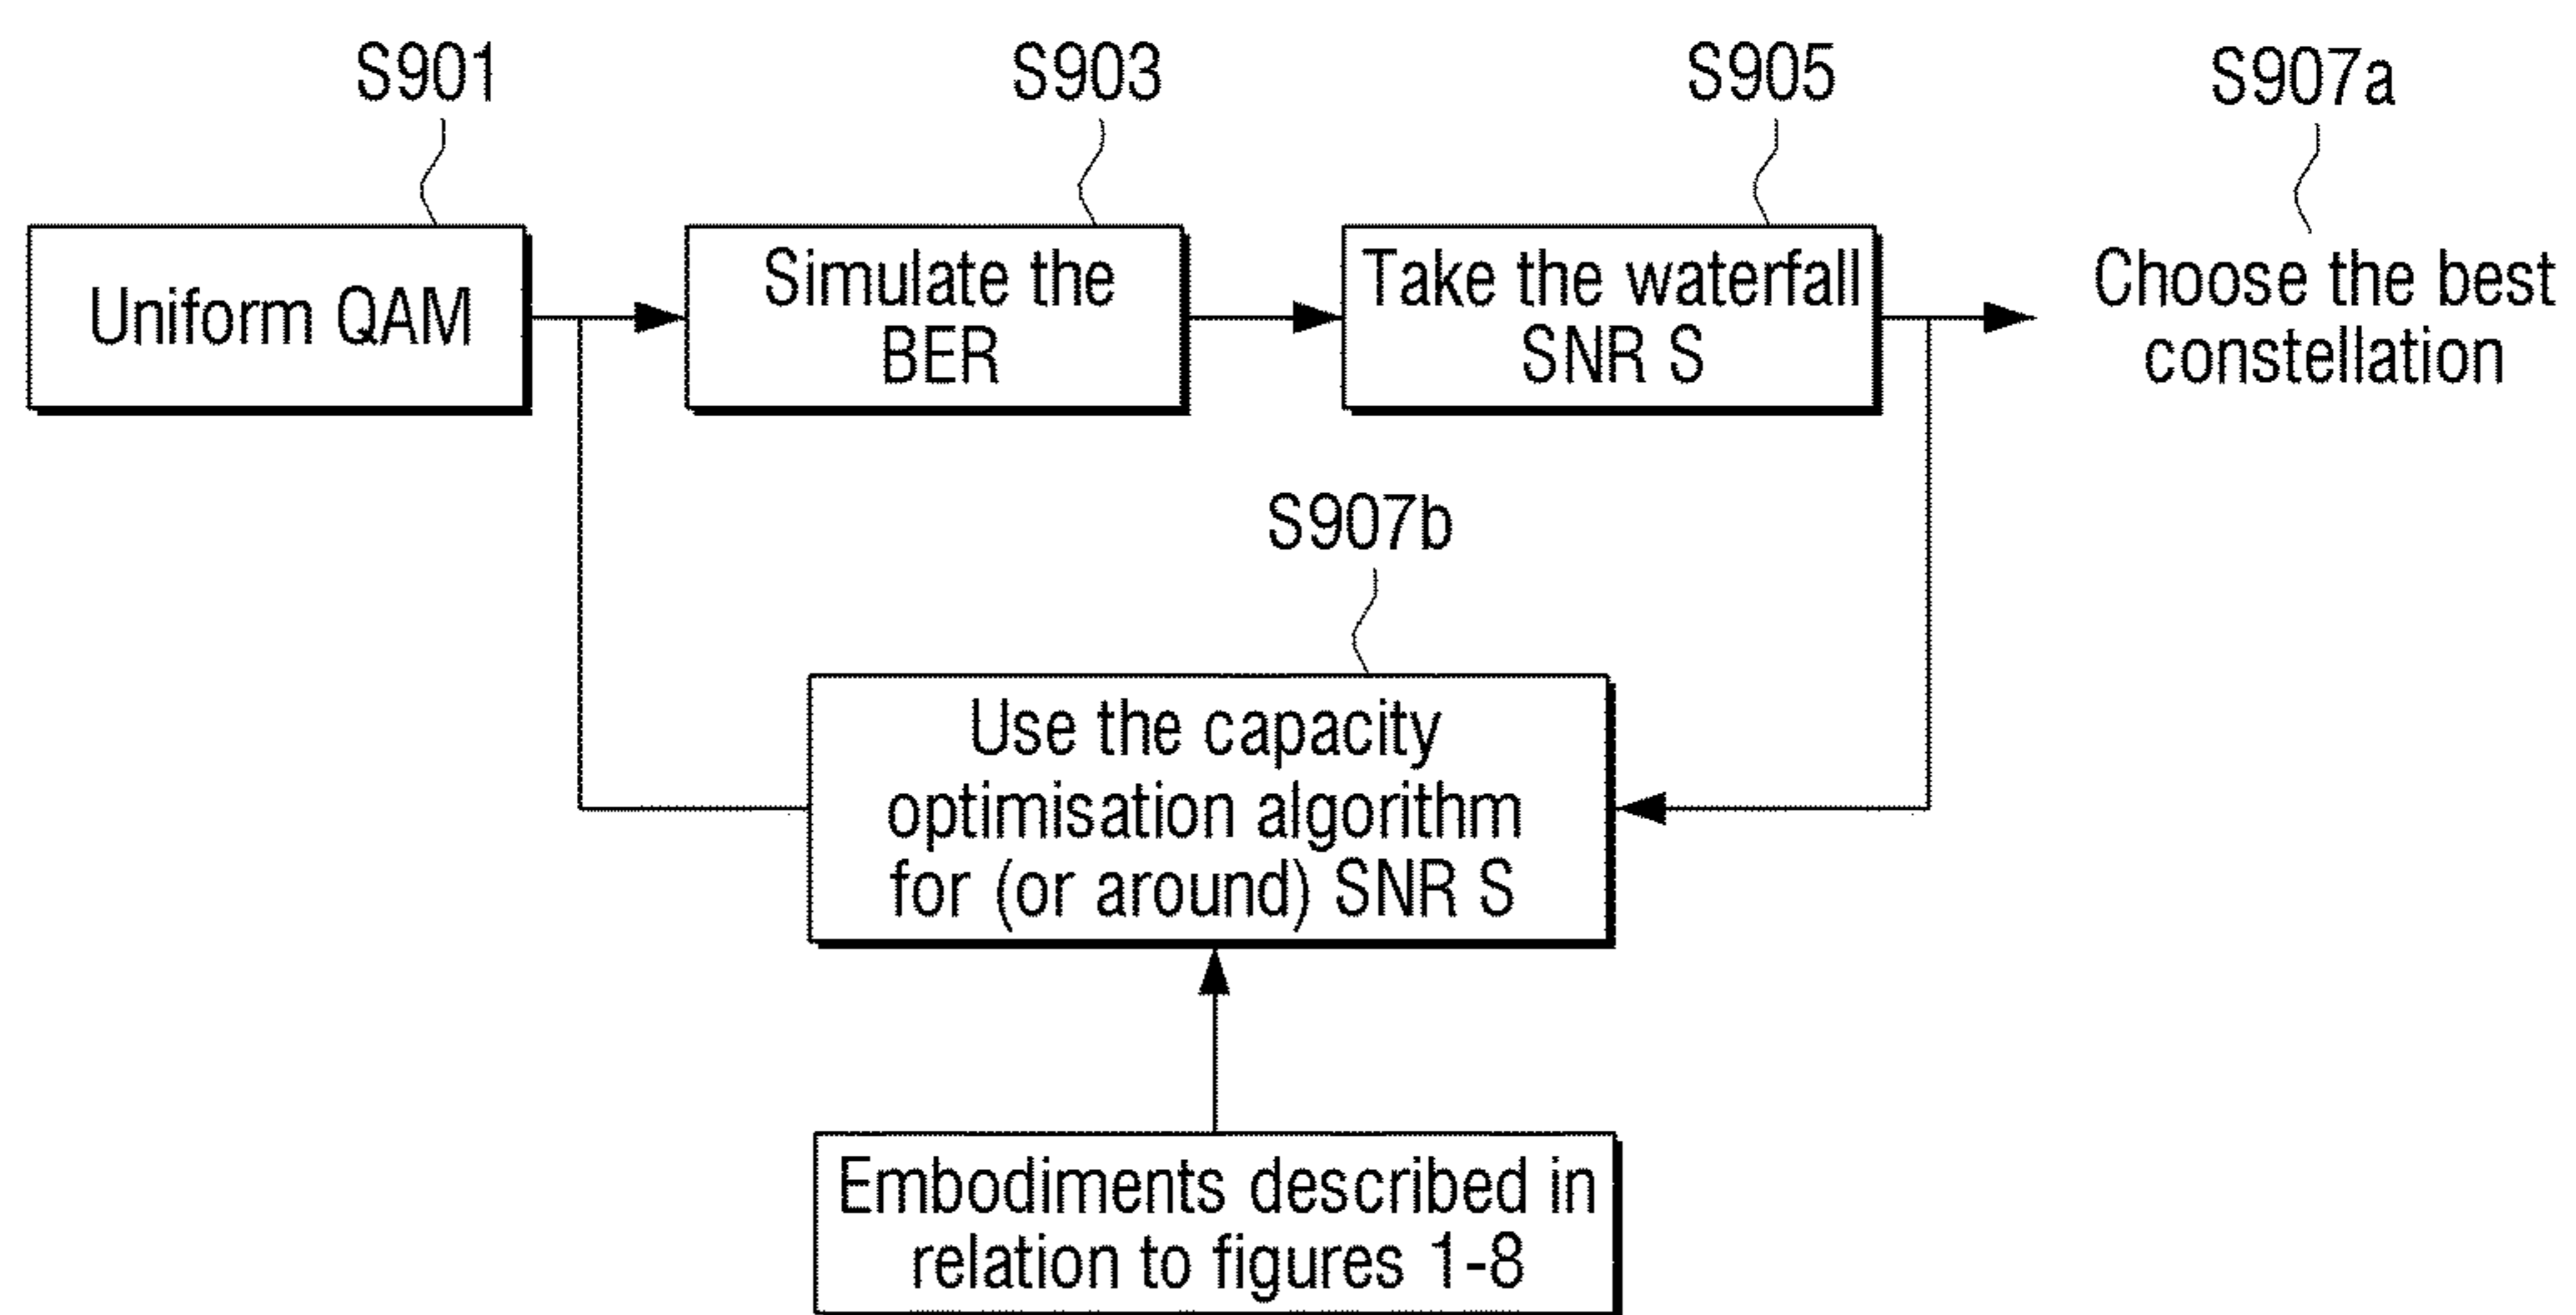 S901
S903
S905
S907a
Uniform QAM
Simulate the
BER
Take the waterfall
SNR S
Choose the best
constellation
S907b
Use the capacity
optimisation algorithm
for (or around) SNR S
Embodiments described in
relation to figures 1-8